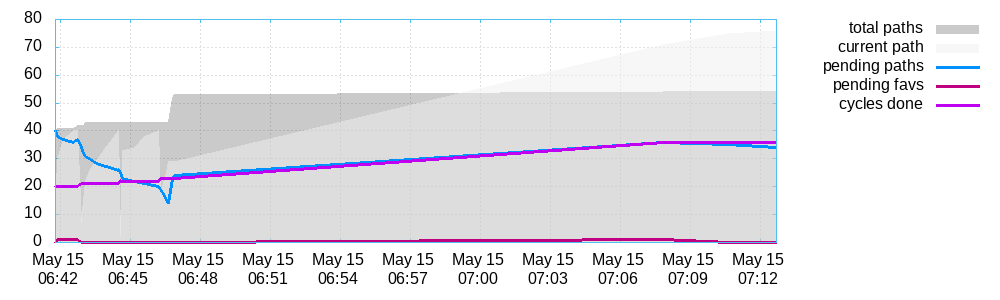 80
70
60
50
40
30
20
10
0
May 15 May 15 May 15 May 15 May 15 May 15 May 15 May 15 May 15 May 15 May 15
06:42 06:45 06:48 06:51 06:54 06:57 07:00 07:03 07:06 07:09 07:12
total paths
current path
pending paths
pending favs
cycles done